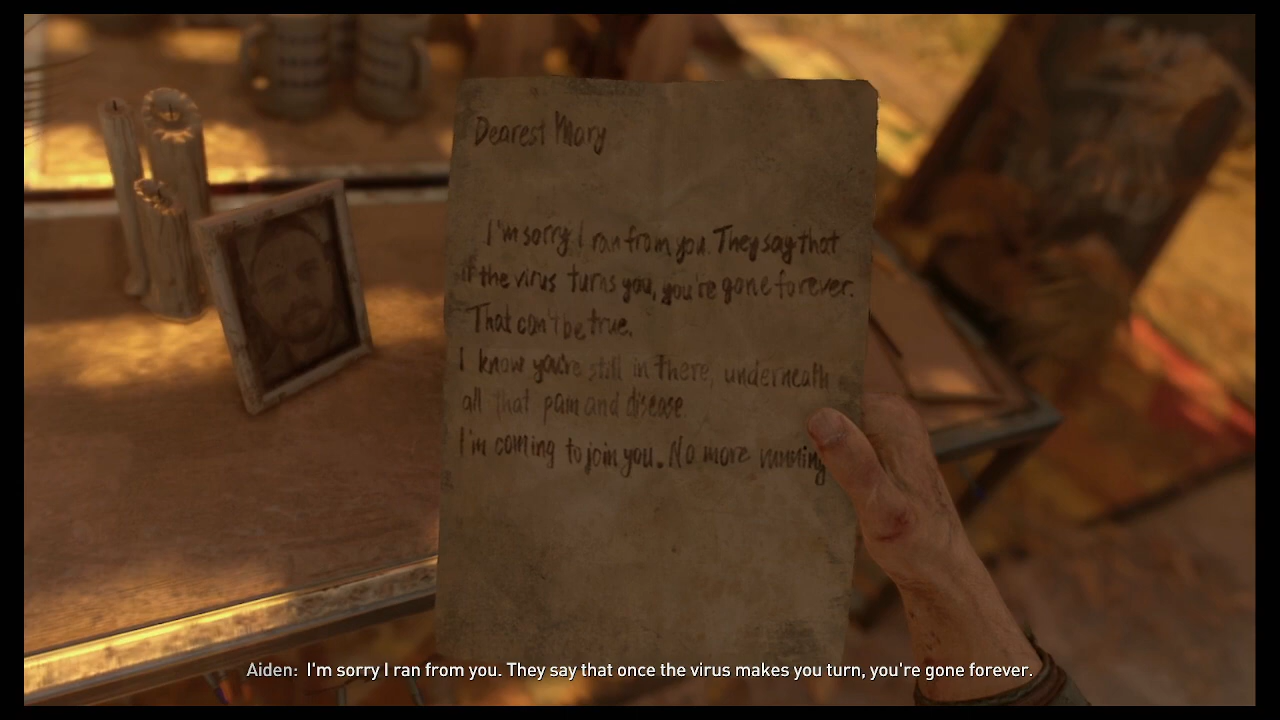 Dearest Mary
I'm sorry I ran from you. They say that
if the virus turns you, you're gone forever.
That can't be true.
I know you're still in there, underneath
all that pain and disease.
I'm coming to join you. No more running
Aiden: I'm sorry I ran from you. They say that once the virus makes you turn, you're gone forever.